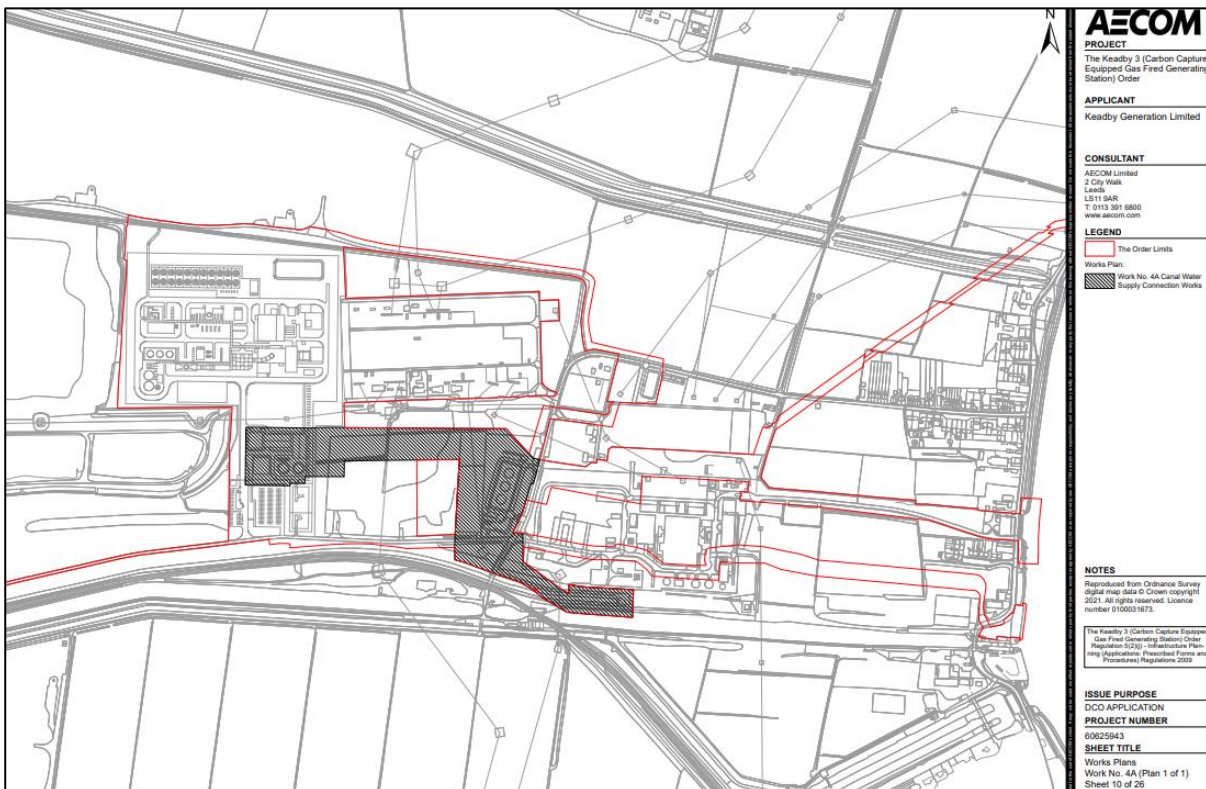 N
AECOM
PROJECT
The Keadby 3 (Carbon Capture
Equipped Gas Fired Generating
Station) Order
APPLICANT
Keadby Generation Limited
CONSULTANT
AECOM Limited
2 City Walk
Leeds
LS11 9AR
T: 0113 391 6800
www.aecom.com
LEGEND
The Order Limits
Works Plan:
Work No. 4A Canal Water
Supply Connection Works
NOTES
Reproduced from Ordnance Survey
digital map data © Crown copyright
2021. All rights reserved. Licence
number 0100031673.
The Keadby 3 (Carbon Capture Equipped
Gas Fired Generating Station) Order
Regulation 5(2)(j) - Infrastructure Plan-
ning (Applications: Prescribed Forms and
Procedures) Regulations 2009
ISSUE PURPOSE
DCO APPLICATION
PROJECT NUMBER
60625943
SHEET TITLE
Works Plans
Work No. 4A (Plan 1 of 1)
Sheet 10 of 26